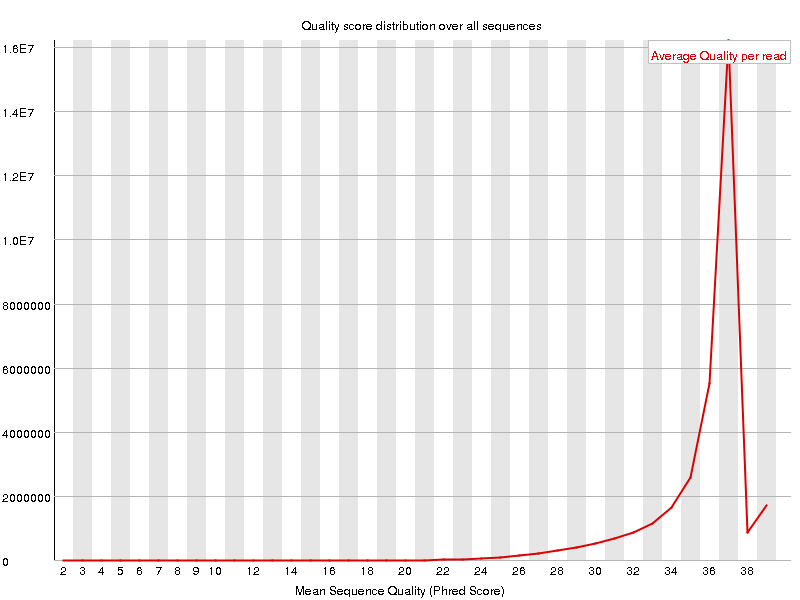 Quality score distribution over all sequences
Average Quality per read
1.6E7
1.4E7
1.2E7
1.0E7
8000000
6000000
4000000
2000000
0
2 3 4 5 6 7 8 9 10 12 14 16 18 20 22 24 26 28 30 32 34 36 38
Mean Sequence Quality (Phred Score)